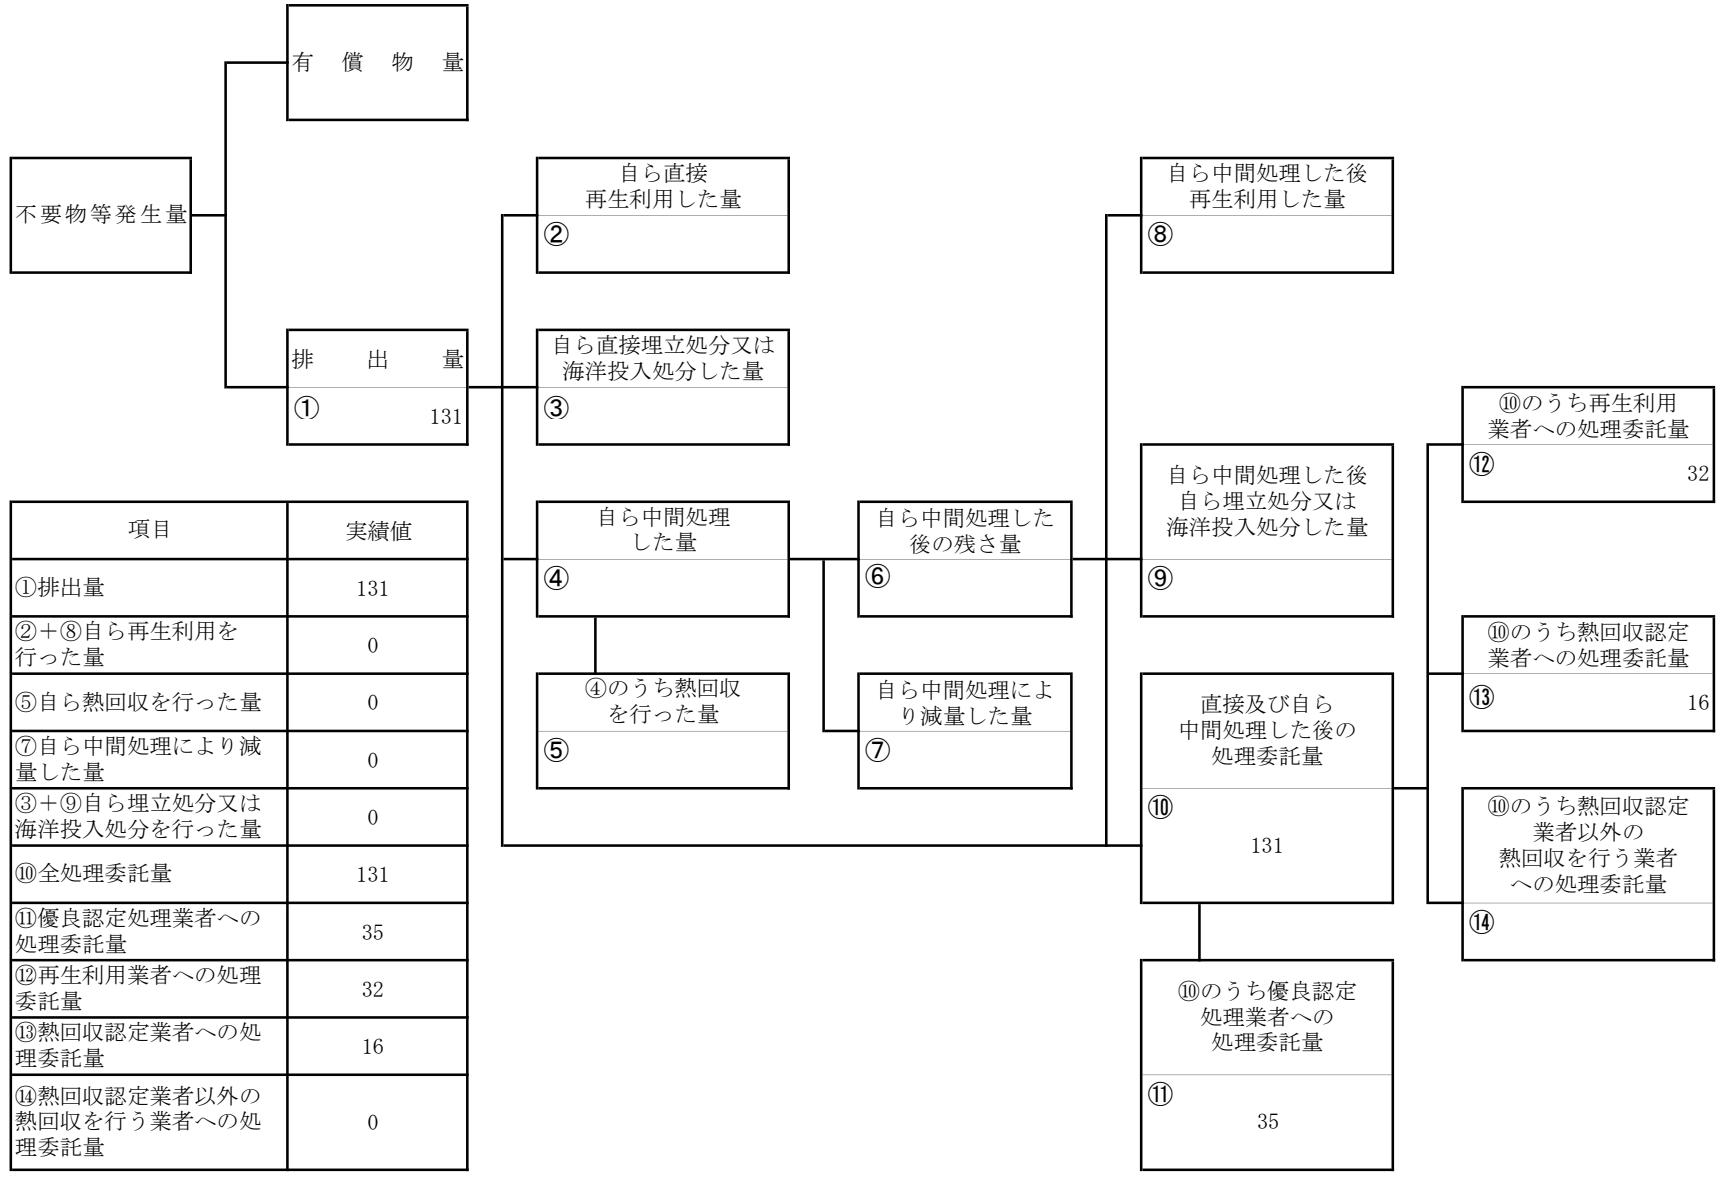 有償物量
不要物等発生量
排出量
①
131
自ら直接
再生利用した量
②
自ら直接埋立処分又は
海洋投入処分した量
③
自ら中間処理
した量
④
④のうち熱回収
を行った量
⑤
自ら中間処理した
後の残さ量
⑥
自ら中間処理によ
り減量した量
⑦
自ら中間処理した後
再生利用した量
⑧
自ら中間処理した後
自ら埋立処分又は
海洋投入処分した量
⑨
直接及び自ら
中間処理した後の
処理委託量
⑩
131
⑩のうち優良認定
処理業者への
処理委託量
⑪
35
⑩のうち再生利用
業者への処理委託量
⑫
32
⑩のうち熱回収認定
業者への処理委託量
⑬
16
⑩のうち熱回収認定
業者以外の
熱回収を行う業者
への処理委託量
⑭
項目 実績値
①排出量 131
②＋⑧自ら再生利用を
行った量
0
⑤自ら熱回収を行った量 0
⑦自ら中間処理により減
量した量
0
③＋⑨自ら埋立処分又は
海洋投入処分を行った量
0
⑩全処理委託量 131
⑪優良認定処理業者への
処理委託量
35
⑫再生利用業者への処理
委託量
32
⑬熱回収認定業者への処
理委託量
16
⑭熱回収認定業者以外の
熱回収を行う業者への処
理委託量
0